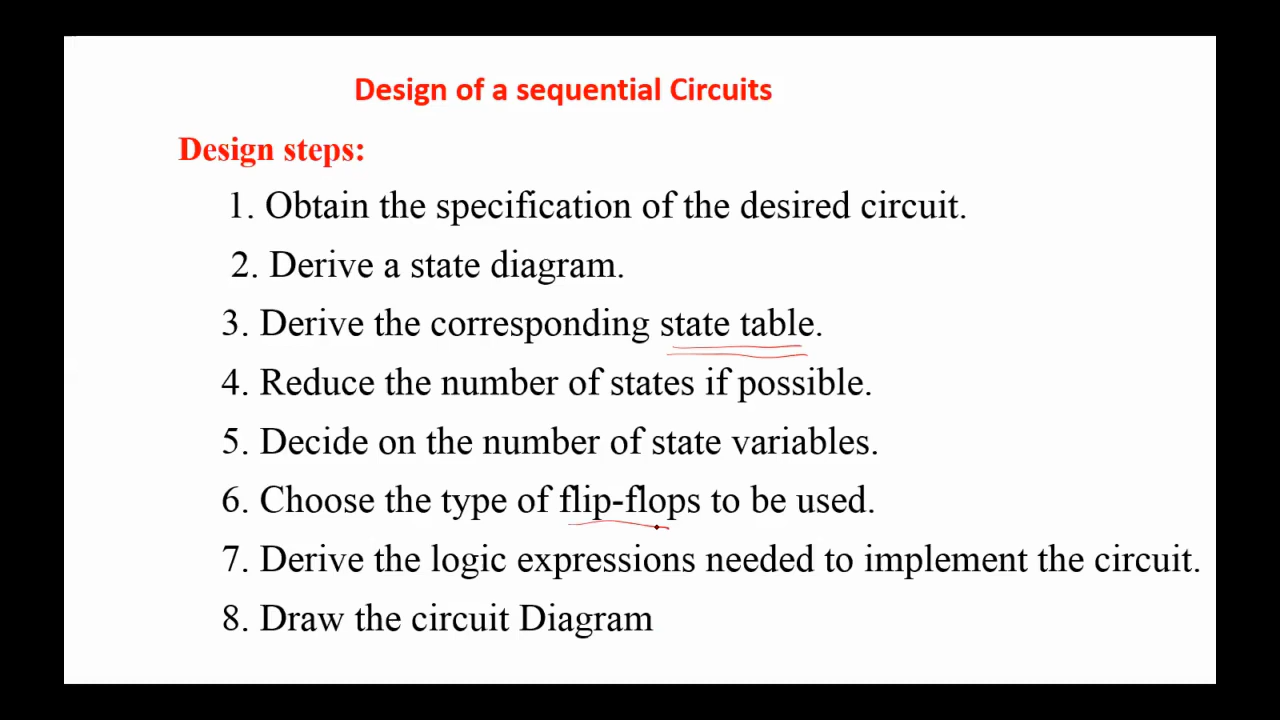 Design of a sequential Circuits
Design steps:
1. Obtain the specification of the desired circuit.
2. Derive a state diagram.
3. Derive the corresponding state table.
4. Reduce the number of states if possible.
5. Decide on the number of state variables.
6. Choose the type of flip-flops to be used.
7. Derive the logic expressions needed to implement the circuit.
8. Draw the circuit Diagram